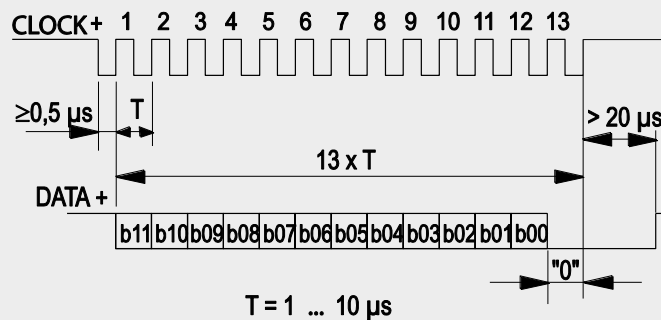 1 2 3 4 5 6 7 8 9 10 11 12 13
CLOCK+
≥0,5 µs T > 20 µs
13 x T
DATA +
b11 b10 b09 b08 b07 b06 b05 b04 b03 b02 b01 b00
"0"
T = 1 ... 10 µs